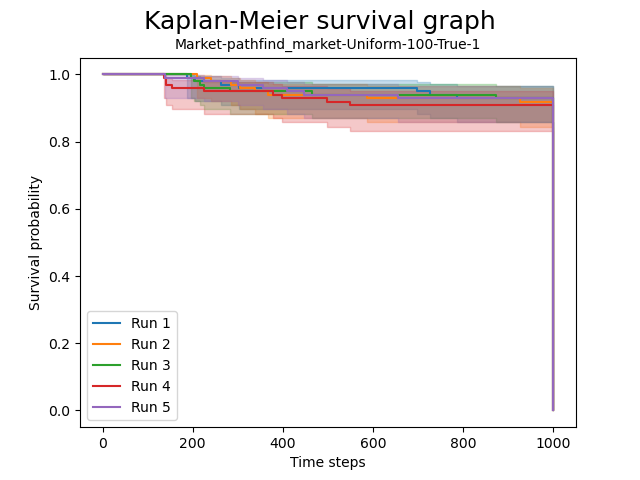 Kaplan-Meier survival graph
Market-pathfind_market-Uniform-100-True-1
1.0
0.8
0.6
0.4
0.2
0.0
Survival probability
Run 1
Run 2
Run 3
Run 4
Run 5
0
200
400
600
800
1000
Time steps